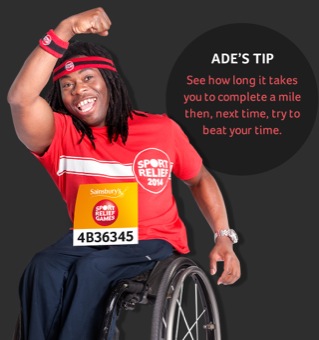 ADE'S TIP
See how long it takes
you to complete a mile
then, next time, try to
beat your time.
SPORT
RELIEF
2014
Sainsbury's
SPORT
RELIEF
GAMES
4B36345